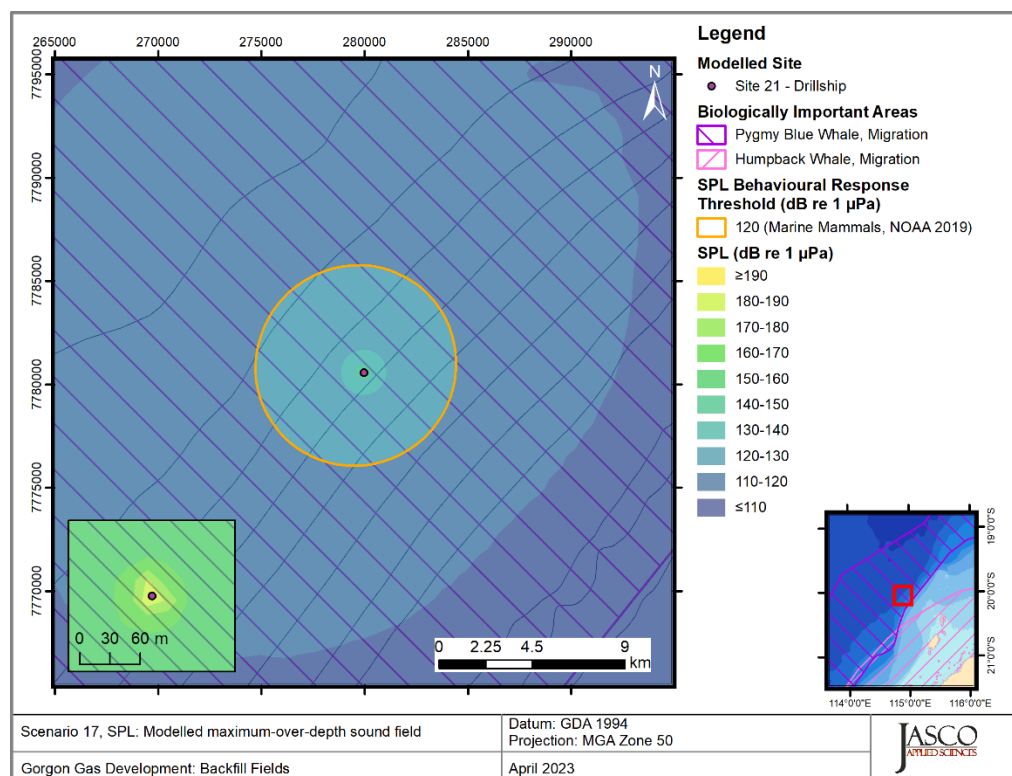 265000 270000 275000 280000 285000 290000
7795000
7790000
7785000
7780000
7775000
7770000
N
0 30 60 m
0 2.25 4.5 9
km
Legend
Modelled Site
Site 21 - Drillship
Biologically Important Areas
Pygmy Blue Whale, Migration
Humpback Whale, Migration
SPL Behavioural Response
Threshold (dB re 1 µPa)
120 (Marine Mammals, NOAA 2019)
SPL (dB re 1 µPa)
≥190
180-190
170-180
160-170
150-160
140-150
130-140
120-130
110-120
≤110
19°0'0"S
20°0'0"S
21°0'0"S
114°0'0"E 115°0'0"E 116°0'0"E
Scenario 17, SPL: Modelled maximum-over-depth sound field
Datum: GDA 1994
Projection: MGA Zone 50
Gorgon Gas Development: Backfill Fields
April 2023
JASCO
APPLIED SCIENCES